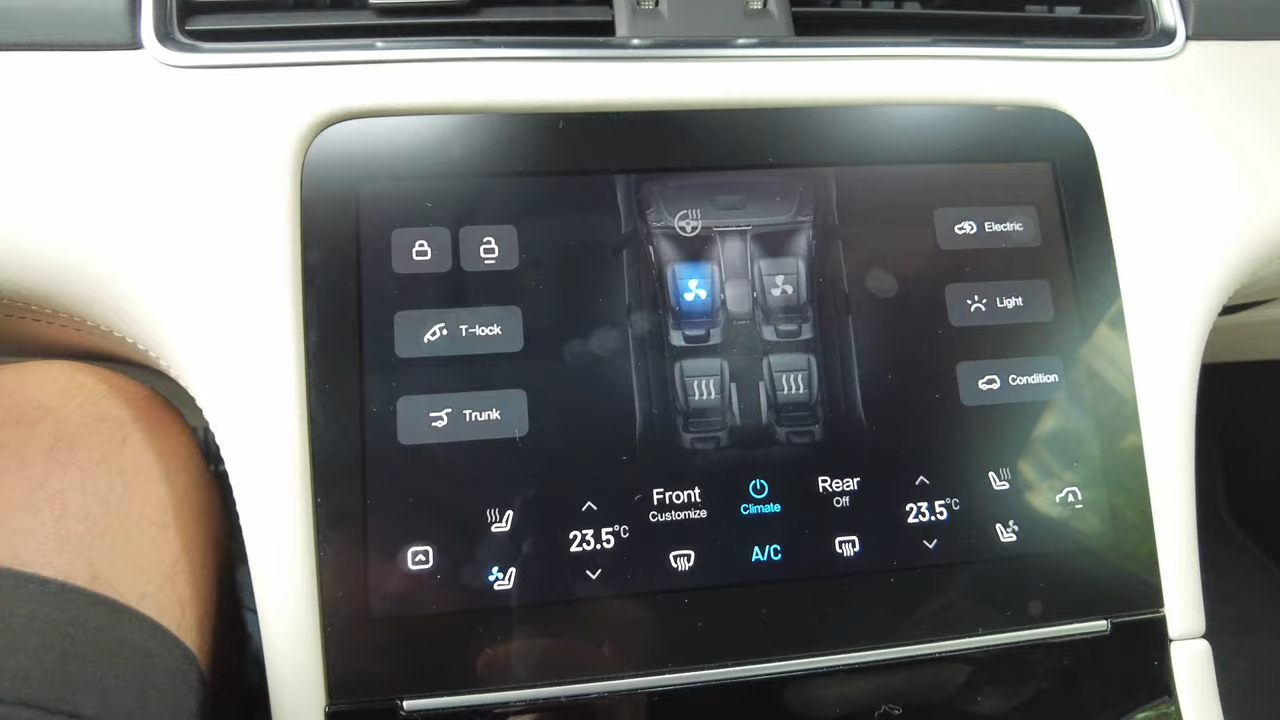 Electric
T-lock
Light
Trunk
Condition
Front
Customize
Climate
Rear
Off
23.5°C
A/C
23.5°C
A